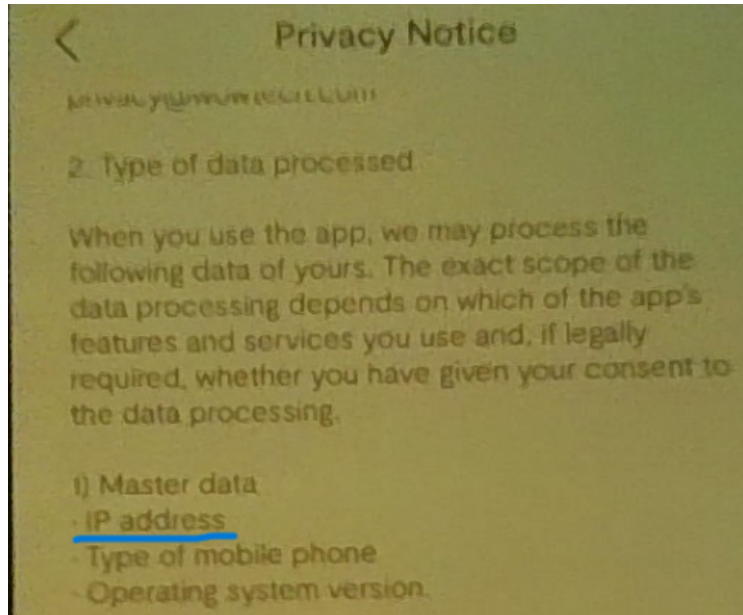 Privacy Notice
2. Type of data processed
When you use the app, we may process the
following data of yours. The exact scope of the
data processing depends on which of the app's
features and services you use and, if legally
required, whether you have given your consent to
the data processing.
1) Master data
· IP address
· Type of mobile phone
· Operating system version.